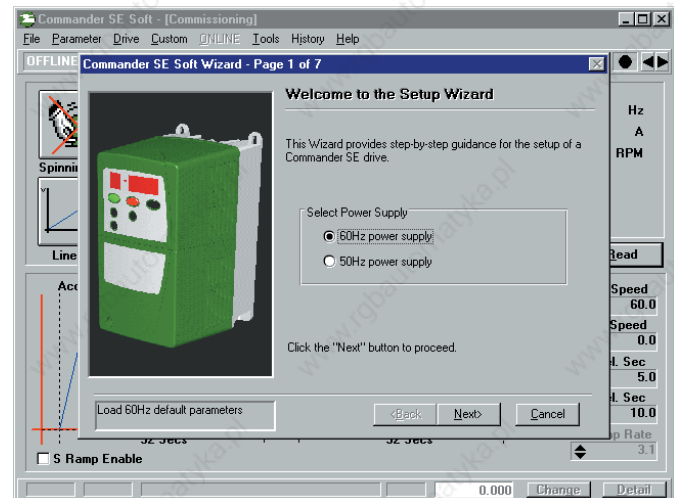 Commander SE Soft - [Commissioning]
File Parameter Drive Custom ONLINE Tools History Help
OFFLINE
Commander SE Soft Wizard - Page 1 of 7
Welcome to the Setup Wizard
This Wizard provides step-by-step guidance for the setup of a
Commander SE drive.
Select Power Supply
60Hz power supply
50Hz power supply
Click the "Next" button to proceed.
Load 60Hz default parameters
<Back Next> Cancel
Hz
A
RPM
Spinnin
Line
Read
Acc
Speed
60.0
Speed
0.0
l. Sec
5.0
l. Sec
10.0
p Rate
3.1
S Ramp Enable
0.000 Change Detail
www.rgbautomatyka.pl